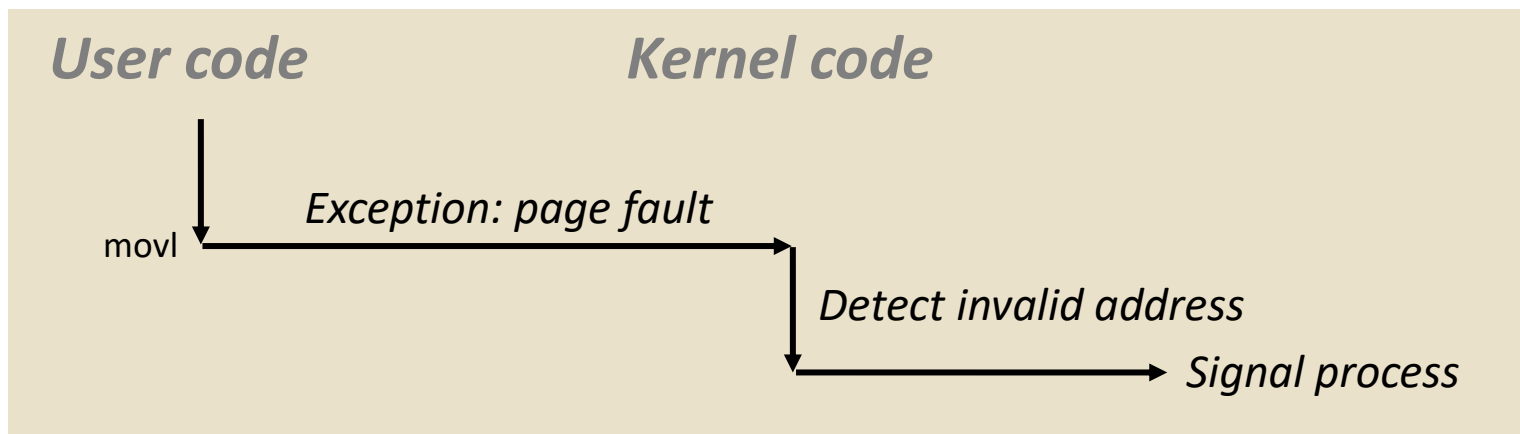 User code
Kernel code
Exception: page fault
movl
Detect invalid address
Signal process